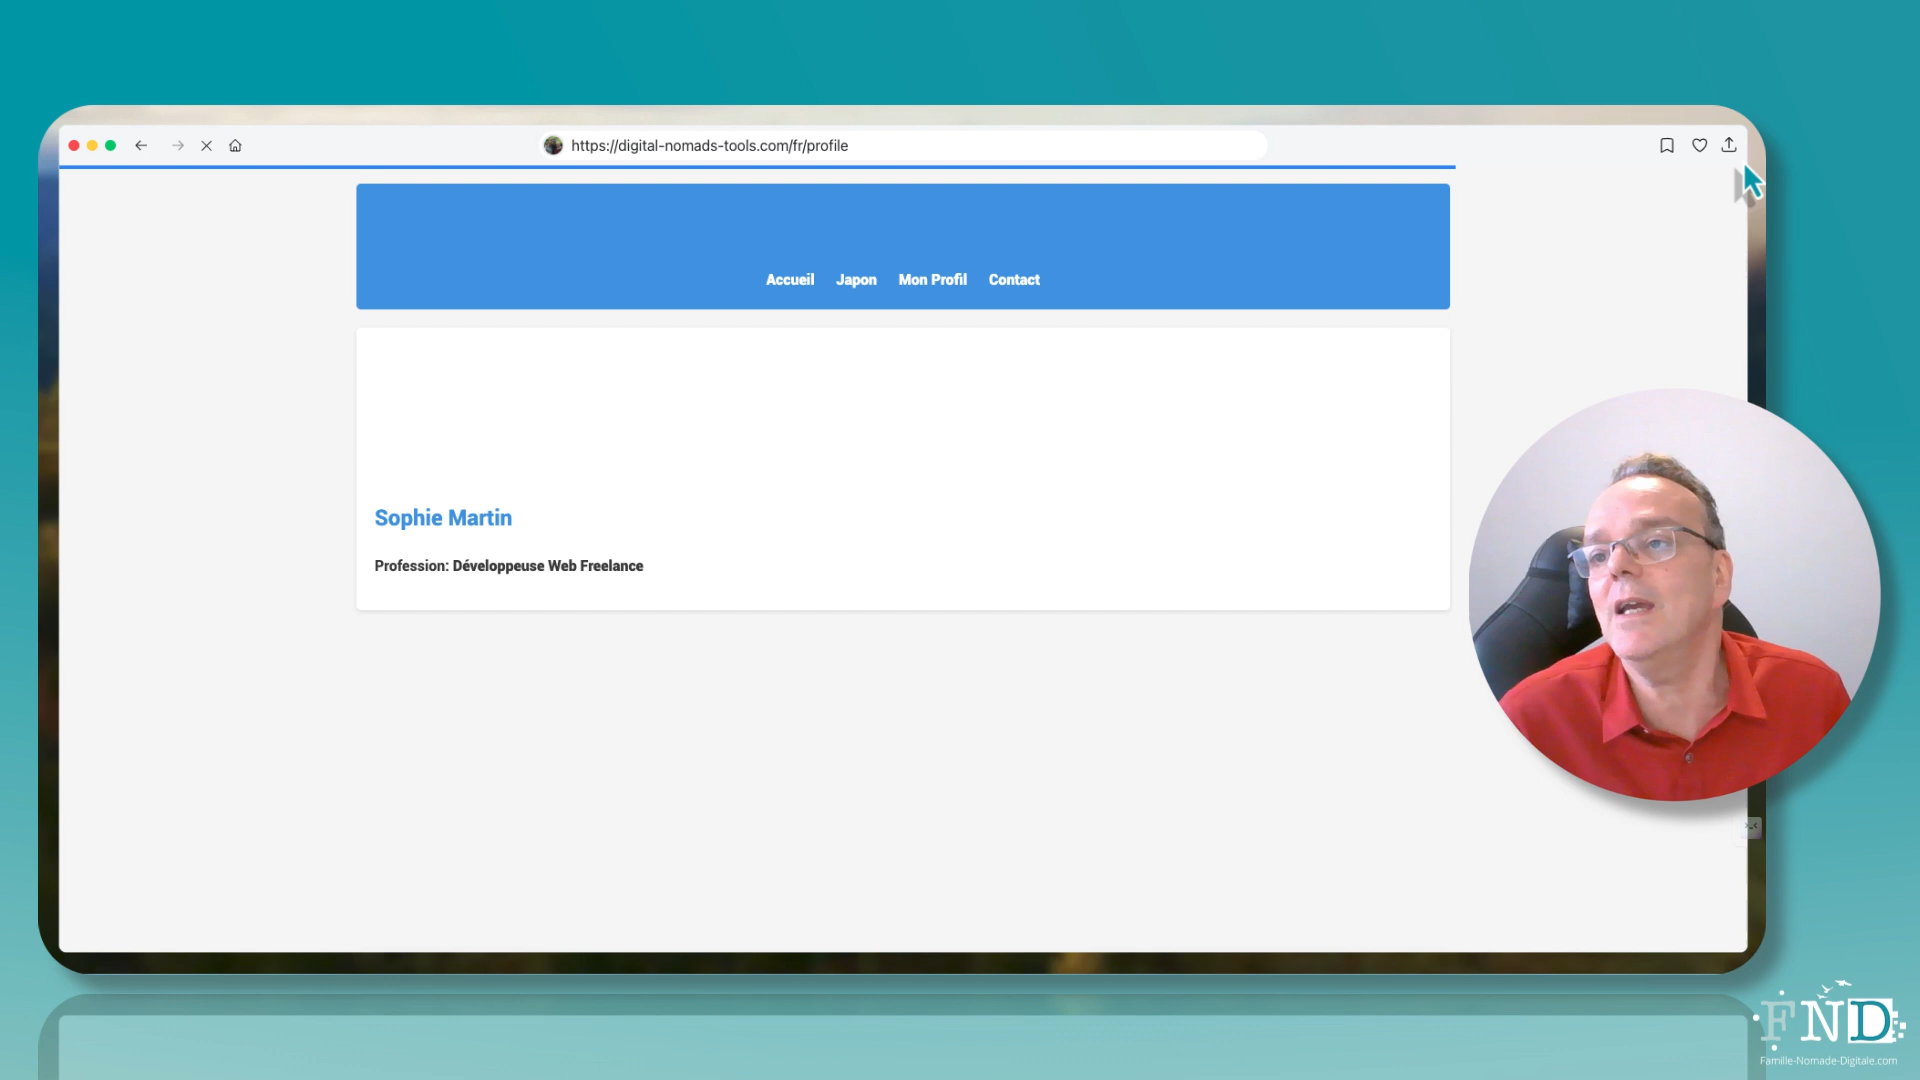 https://digital-nomads-tools.com/fr/profile
Accueil Japon Mon Profil Contact
Sophie Martin
Profession: Développeuse Web Freelance
FND
Famille-Nomade-Digitale.com